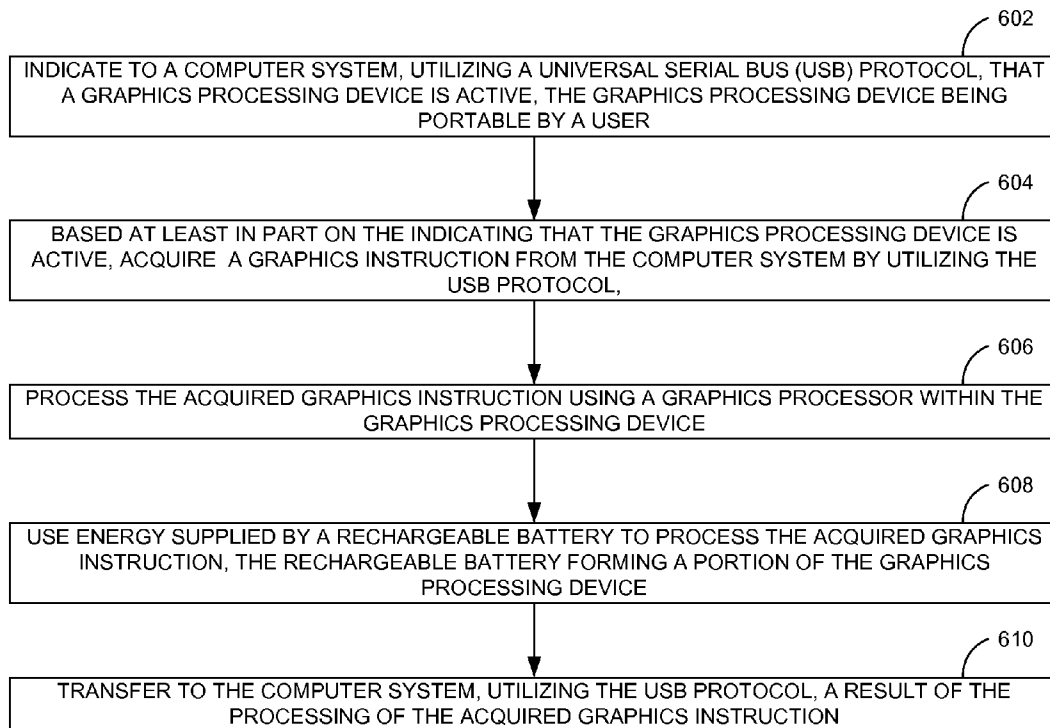 602
INDICATE TO A COMPUTER SYSTEM, UTILIZING A UNIVERSAL SERIAL BUS (USB) PROTOCOL, THAT
A GRAPHICS PROCESSING DEVICE IS ACTIVE, THE GRAPHICS PROCESSING DEVICE BEING
PORTABLE BY A USER
604
BASED AT LEAST IN PART ON THE INDICATING THAT THE GRAPHICS PROCESSING DEVICE IS
ACTIVE, ACQUIRE A GRAPHICS INSTRUCTION FROM THE COMPUTER SYSTEM BY UTILIZING THE
USB PROTOCOL,
606
PROCESS THE ACQUIRED GRAPHICS INSTRUCTION USING A GRAPHICS PROCESSOR WITHIN THE
GRAPHICS PROCESSING DEVICE
608
USE ENERGY SUPPLIED BY A RECHARGEABLE BATTERY TO PROCESS THE ACQUIRED GRAPHICS
INSTRUCTION, THE RECHARGEABLE BATTERY FORMING A PORTION OF THE GRAPHICS
PROCESSING DEVICE
610
TRANSFER TO THE COMPUTER SYSTEM, UTILIZING THE USB PROTOCOL, A RESULT OF THE
PROCESSING OF THE ACQUIRED GRAPHICS INSTRUCTION